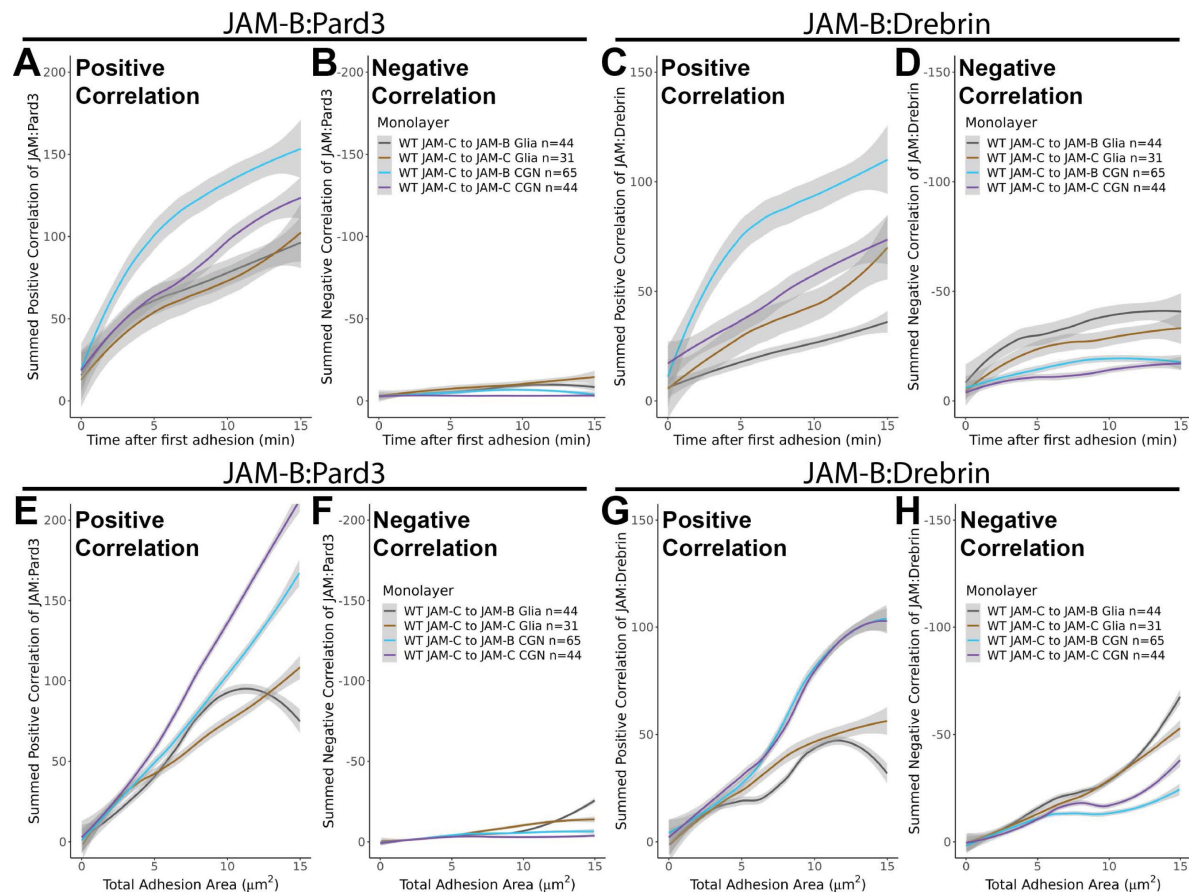 JAM-B:Pard3
JAM-B:Drebrin
A
Positive
Correlation
Summed Positive Correlation of JAM:Pard3
200
150
100
50
0
0
5
10
15
Time after first adhesion (min)
B
Negative
Correlation
Summed Negative Correlation of JAM:Pard3
-200
-150
-100
-50
0
Monolayer
WT JAM-C to JAM-B Glia n=44
WT JAM-C to JAM-C Glia n=31
WT JAM-C to JAM-B CGN n=65
WT JAM-C to JAM-C CGN n=44
0
5
10
15
Time after first adhesion (min)
C
Positive
Correlation
Summed Positive Correlation of JAM:Drebrin
150
100
50
0
0
5
10
15
Time after first adhesion (min)
D
Negative
Correlation
Summed Negative Correlation of JAM:Drebrin
-150
-100
-50
0
Monolayer
WT JAM-C to JAM-B Glia n=44
WT JAM-C to JAM-C Glia n=31
WT JAM-C to JAM-B CGN n=65
WT JAM-C to JAM-C CGN n=44
0
5
10
15
Time after first adhesion (min)
JAM-B:Pard3
JAM-B:Drebrin
E
Positive
Correlation
Summed Positive Correlation of JAM:Pard3
200
150
100
50
0
0
5
10
15
Total Adhesion Area (μm²)
F
Negative
Correlation
Summed Negative Correlation of JAM:Pard3
-200
-150
-100
-50
0
Monolayer
WT JAM-C to JAM-B Glia n=44
WT JAM-C to JAM-C Glia n=31
WT JAM-C to JAM-B CGN n=65
WT JAM-C to JAM-C CGN n=44
0
5
10
15
Total Adhesion Area (μm²)
G
Positive
Correlation
Summed Positive Correlation of JAM:Drebrin
150
100
50
0
0
5
10
15
Total Adhesion Area (μm²)
H
Negative
Correlation
Summed Negative Correlation of JAM:Drebrin
-150
-100
-50
0
Monolayer
WT JAM-C to JAM-B Glia n=44
WT JAM-C to JAM-C Glia n=31
WT JAM-C to JAM-B CGN n=65
WT JAM-C to JAM-C CGN n=44
0
5
10
15
Total Adhesion Area (μm²)